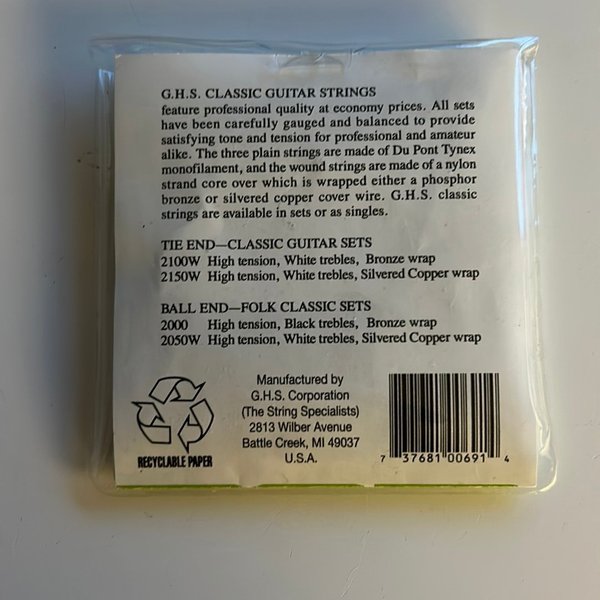 G.H.S. CLASSIC GUITAR STRINGS
feature professional quality at economy prices. All sets
have been carefully gauged and balanced to provide
satisfying tone and tension for professional and amateur
alike. The three plain strings are made of Du Pont Tynex
monofilament, and the wound strings are made of a nylon
strand core over which is wrapped either a phosphor
bronze or silvered copper cover wire. G.H.S. classic
strings are available in sets or as singles.
TIE END—CLASSIC GUITAR SETS
2100W High tension, White trebles, Bronze wrap
2150W High tension, White trebles, Silvered Copper wrap
BALL END—FOLK CLASSIC SETS
2000 High tension, Black trebles, Bronze wrap
2050W High tension, White trebles, Silvered Copper wrap
RECYCLABLE PAPER
Manufactured by
G.H.S. Corporation
(The String Specialists)
2813 Wilber Avenue
Battle Creek, MI 49037
U.S.A.
7 37681 00691 4